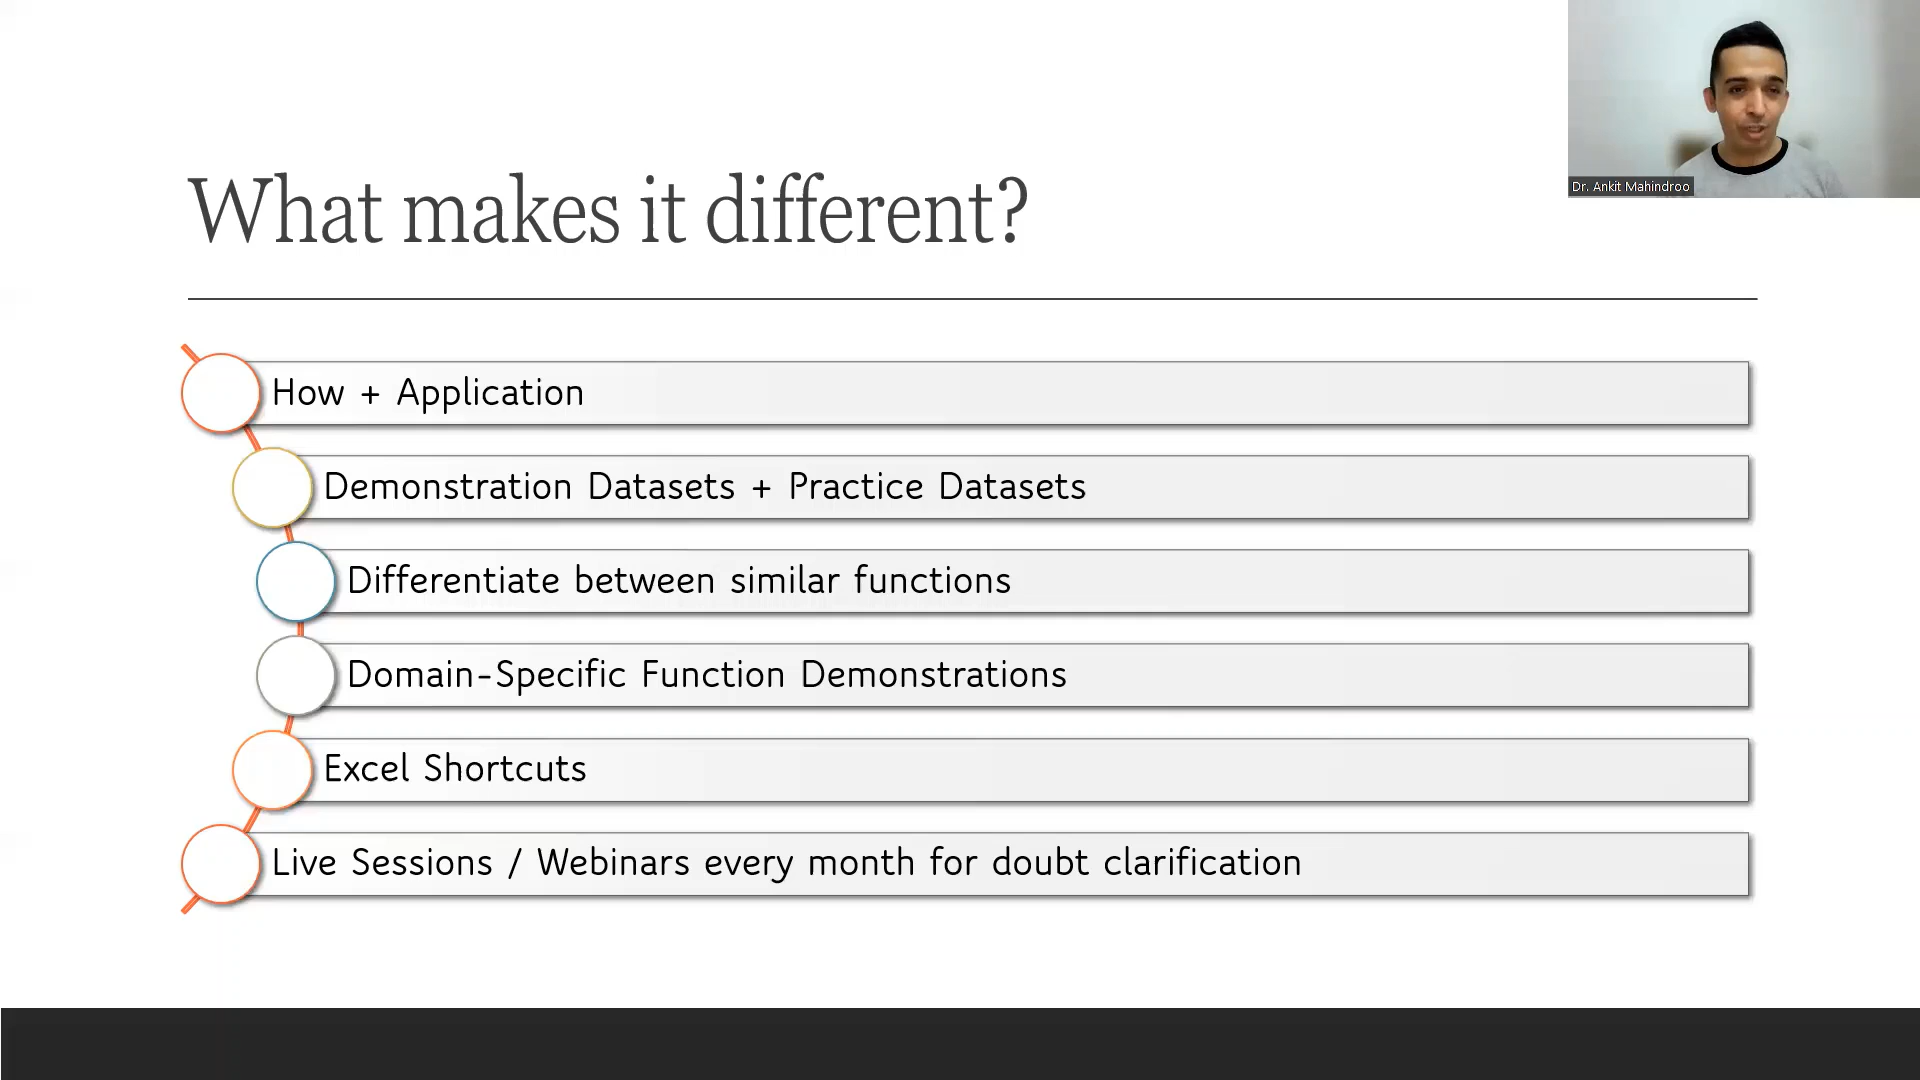 Dr. Ankit Mahindroo
What makes it different?
How + Application
Demonstration Datasets + Practice Datasets
Differentiate between similar functions
Domain-Specific Function Demonstrations
Excel Shortcuts
Live Sessions / Webinars every month for doubt clarification